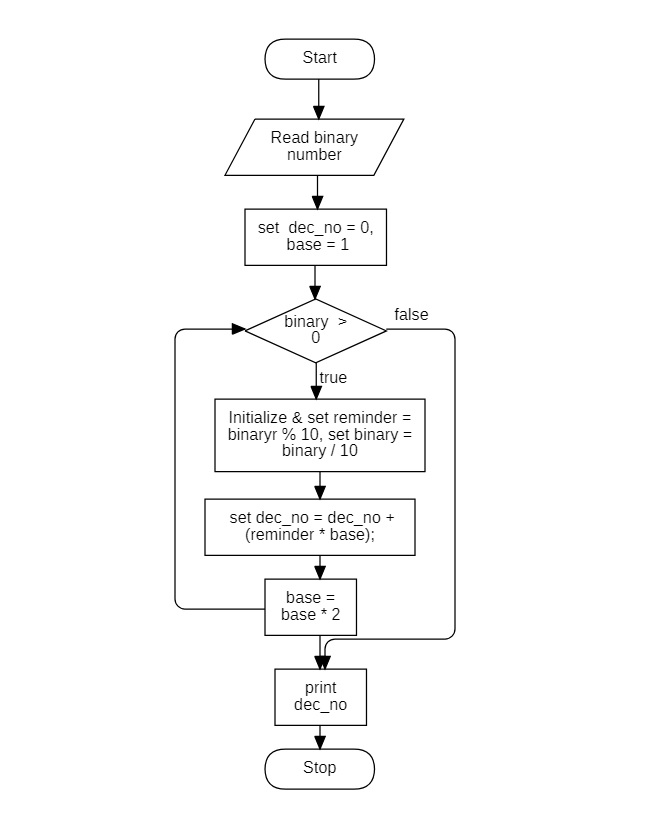 Start
Read binary
number
set  dec_no = 0,
base = 1
binary  >
0
false
true
Initialize & set reminder =
binaryr % 10, set binary =
binary / 10
set dec_no = dec_no +
(reminder * base);
base =
base * 2
print
dec_no
Stop